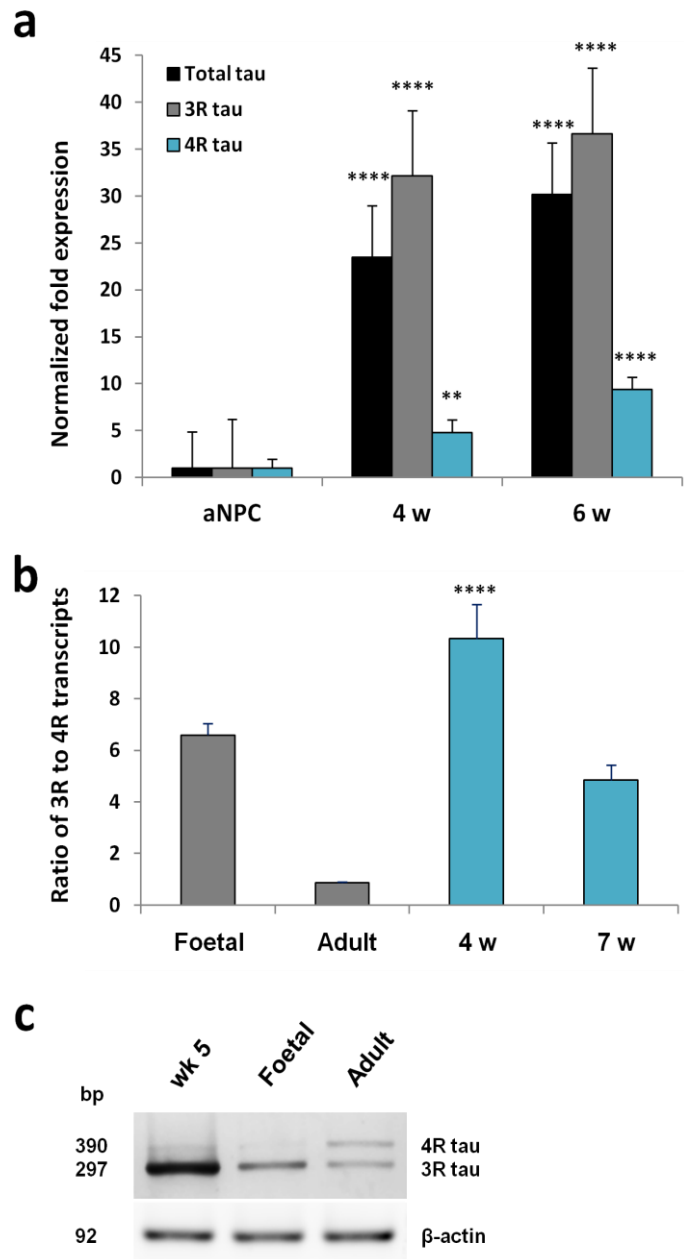 a
Normalized fold expression
45
40
35
30
25
20
15
10
5
0
Total tau
3R tau
4R tau
****
****
**
****
****
****
aNPC
4 w
6 w
b
Ratio of 3R to 4R transcripts
12
10
8
6
4
2
0
****
Foetal
Adult
4 w
7 w
c
bp
wk 5
Foetal
Adult
390
4R tau
297
3R tau
92
β-actin